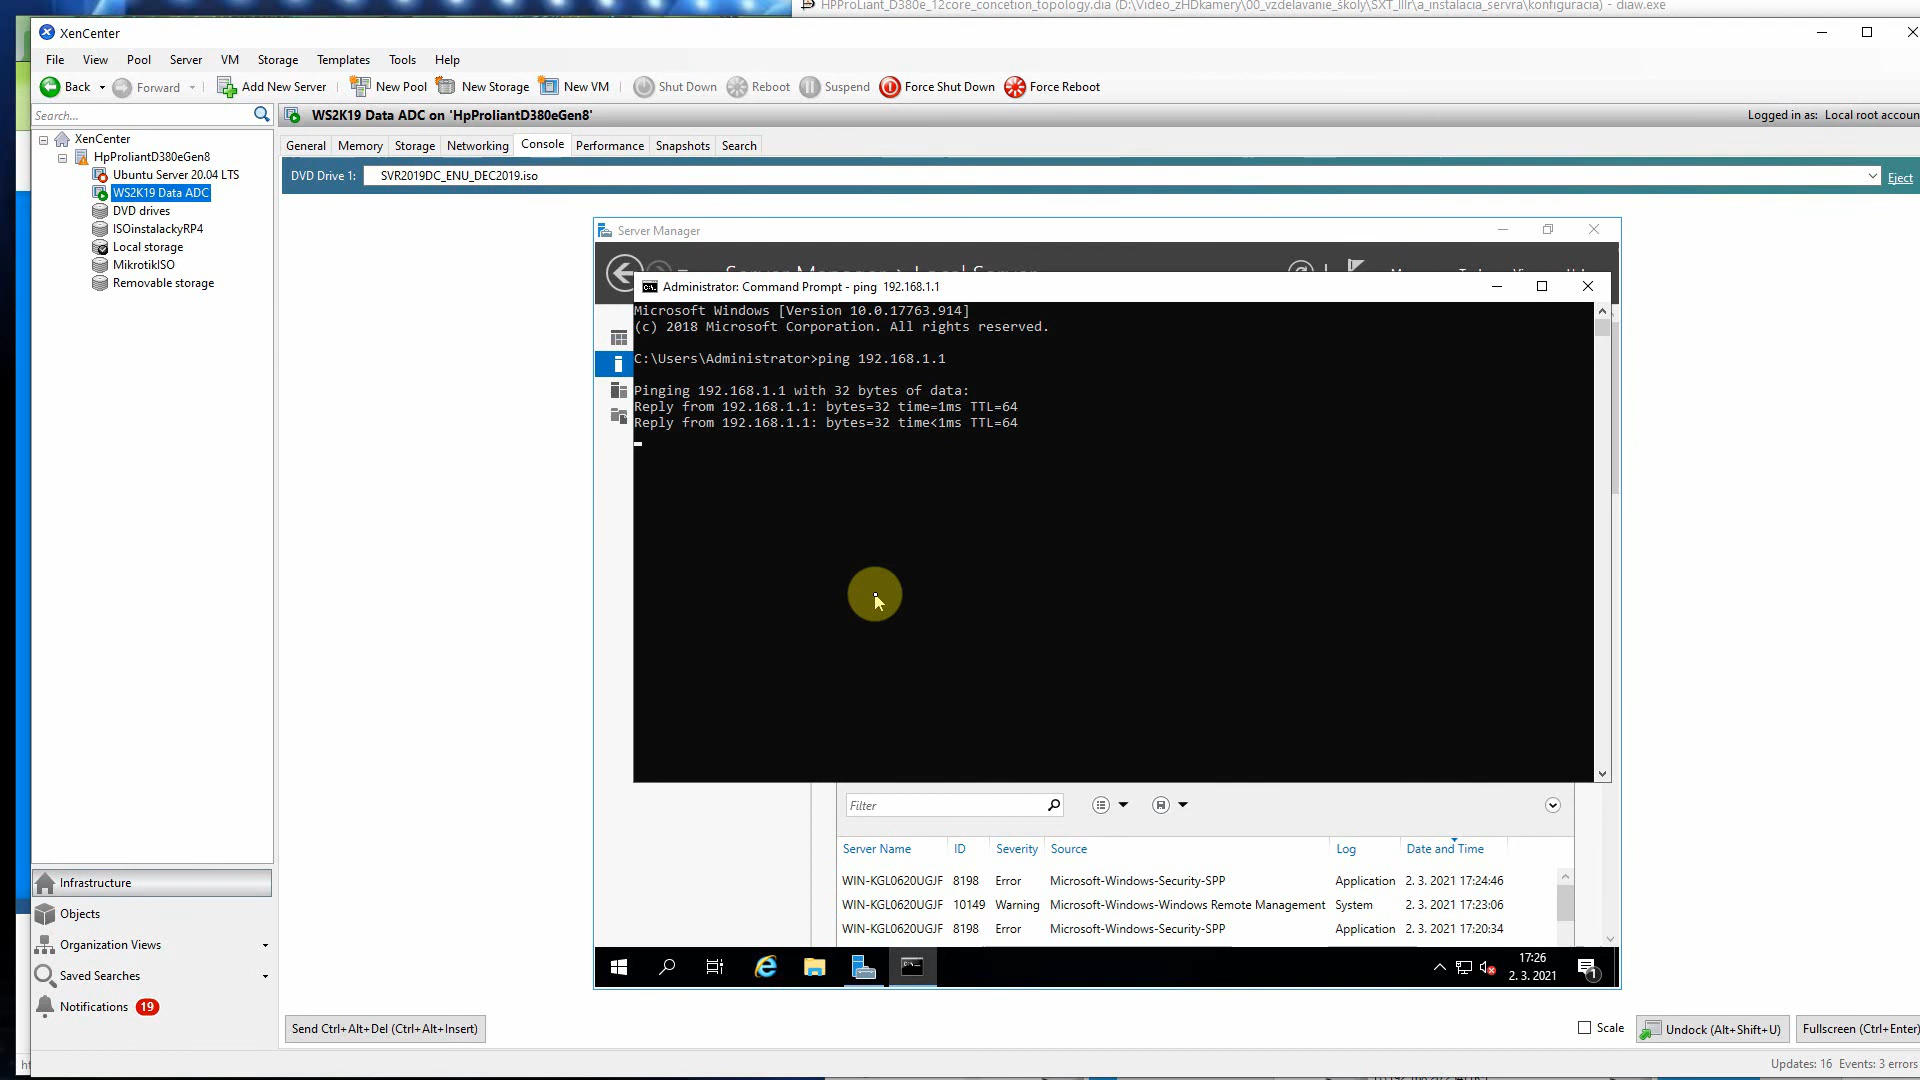 HPProLiant_D380e_12core_concetion_topology.dia (D:\Video_zHDkamery\00_vzdelavanie_školy\SXT_IIIr\a_instalacia_servra\konfiguracia) - diaw.exe
XenCenter
File View Pool Server VM Storage Templates Tools Help
Back Forward Add New Server New Pool New Storage New VM Shut Down Reboot Suspend Force Shut Down Force Reboot
Search...
WS2K19 Data ADC on 'HpProliantD380eGen8'
Logged in as: Local root accoun
XenCenter
HpProliantD380eGen8
Ubuntu Server 20.04 LTS
WS2K19 Data ADC
DVD drives
ISOinstalackyRP4
Local storage
MikrotikISO
Removable storage
General Memory Storage Networking Console Performance Snapshots Search
DVD Drive 1: SVR2019DC_ENU_DEC2019.iso Eject
Server Manager
Administrator: Command Prompt - ping 192.168.1.1
Microsoft Windows [Version 10.0.17763.914]
(c) 2018 Microsoft Corporation. All rights reserved.
C:\Users\Administrator>ping 192.168.1.1
Pinging 192.168.1.1 with 32 bytes of data:
Reply from 192.168.1.1: bytes=32 time=1ms TTL=64
Reply from 192.168.1.1: bytes=32 time<1ms TTL=64
Filter
Server Name ID Severity Source Log Date and Time
WIN-KGL0620UGJF 8198 Error Microsoft-Windows-Security-SPP Application 2. 3. 2021 17:24:46
WIN-KGL0620UGJF 10149 Warning Microsoft-Windows-Windows Remote Management System 2. 3. 2021 17:23:06
WIN-KGL0620UGJF 8198 Error Microsoft-Windows-Security-SPP Application 2. 3. 2021 17:20:34
17:26
2. 3. 2021
1
Infrastructure
Objects
Organization Views
Saved Searches
Notifications 19
Send Ctrl+Alt+Del (Ctrl+Alt+Insert)
Scale Undock (Alt+Shift+U) Fullscreen (Ctrl+Enter)
Updates: 16 Events: 3 errors